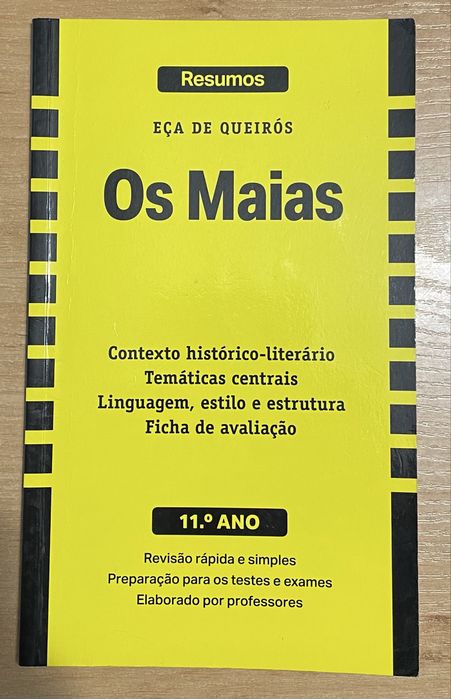 Resumos
EÇA DE QUEIRÓS
Os Maias
Contexto histórico-literário
Temáticas centrais
Linguagem, estilo e estrutura
Ficha de avaliação
11.º ANO
Revisão rápida e simples
Preparação para os testes e exames
Elaborado por professores